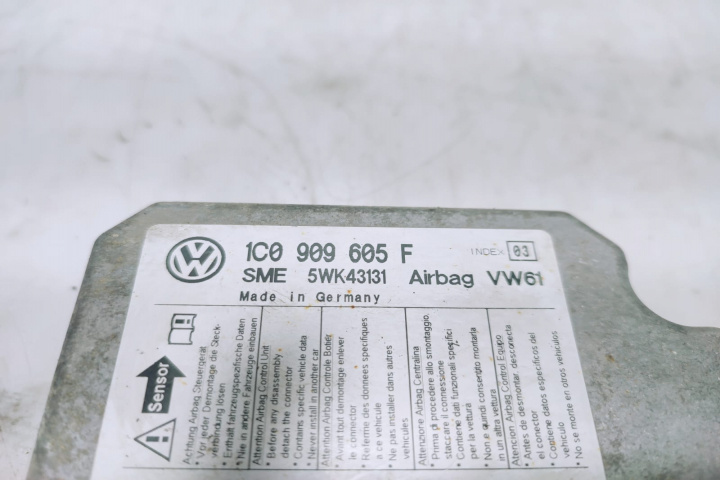 1C0 909 605 F INDEX 03
SME 5WK43131 Airbag VW61
Made in Germany
Sensor
Achtung Airbag Steuergerät
• Vor jeder Demontage die Steck-
verbindung lösen
• Enthält fahrzeugspezifische Daten
• Nie in andere Fahrzeuge einbauen
Attention Airbag Control Unit
• Before any disassembly
detach the connector
• Contains specific vehicle data
• Never install in another car
Attention Airbag Controle Boîter
• Avant tout demontage enlever
le connector
• Referme des données specifiques
a ce vehicule
• Ne pas installer dans autres
vehicules
Attenzione Airbag Centralina
• Prima di procedere allo smontaggio,
staccare il connessione
• Contiene dati funzionali specifici
per la vettura
• Non e quindi consengito montarla
in un altra vettura
Atencion Airbag Control Equipo
• Antes de desmontar desconecta
el conector
• Contiene datos especificos del
vehiculo
• No se monte en otros vehiculos